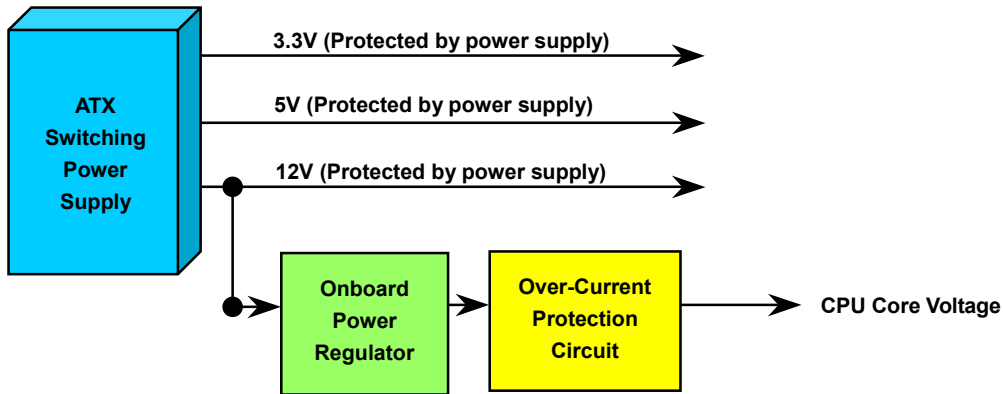 ATX
Switching
Power
Supply
3.3V (Protected by power supply)
5V (Protected by power supply)
12V (Protected by power supply)
Onboard
Power
Regulator
Over-Current
Protection
Circuit
CPU Core Voltage